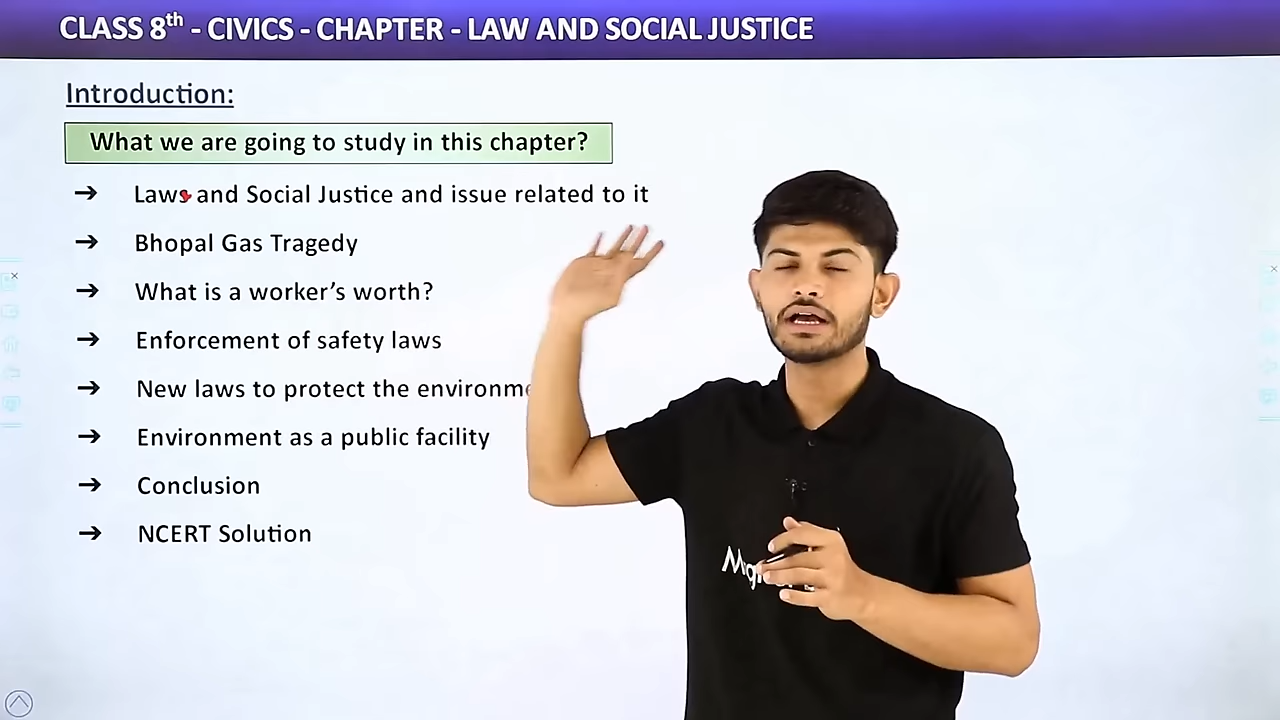 CLASS 8th - CIVICS - CHAPTER - LAW AND SOCIAL JUSTICE
Introduction:
What we are going to study in this chapter?
➔ Laws and Social Justice and issue related to it
➔ Bhopal Gas Tragedy
➔ What is a worker’s worth?
➔ Enforcement of safety laws
➔ New laws to protect the
➔ Environment as a public facility
➔ Conclusion
➔ NCERT Solution